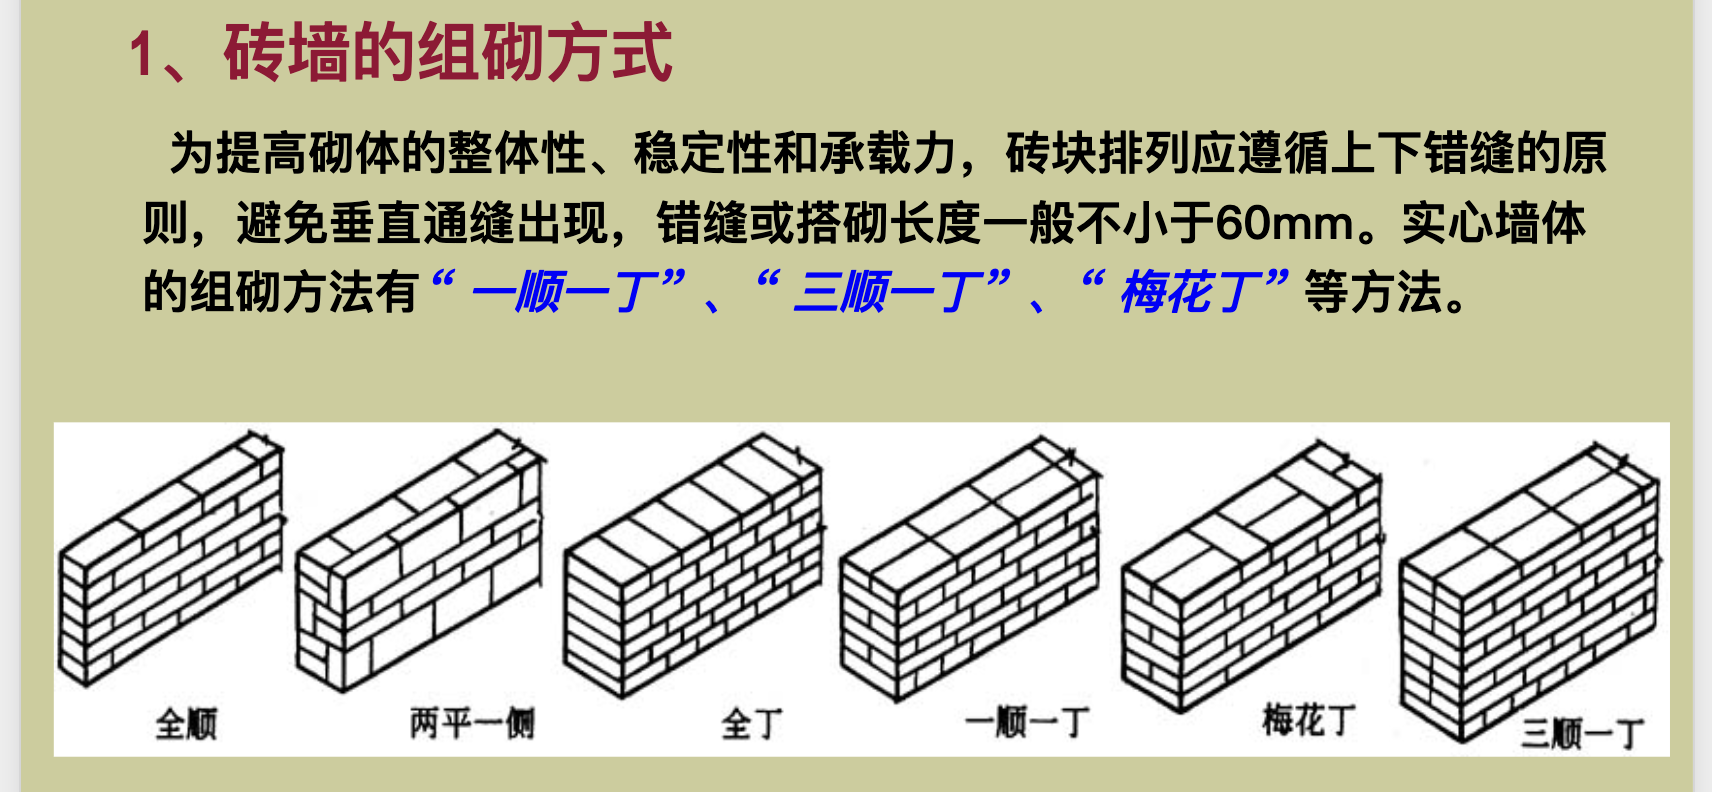 1、砖墙的组砌方式
为提高砌体的整体性、稳定性和承载力，砖块排列应遵循上下错缝的原
则，避免垂直通缝出现，错缝或搭砌长度一般不小于60mm。实心墙体
的组砌方法有“一顺一丁”、“三顺一丁”、“梅花丁”等方法。
全顺
两平一侧
全丁
一顺一丁
梅花丁
三顺一丁